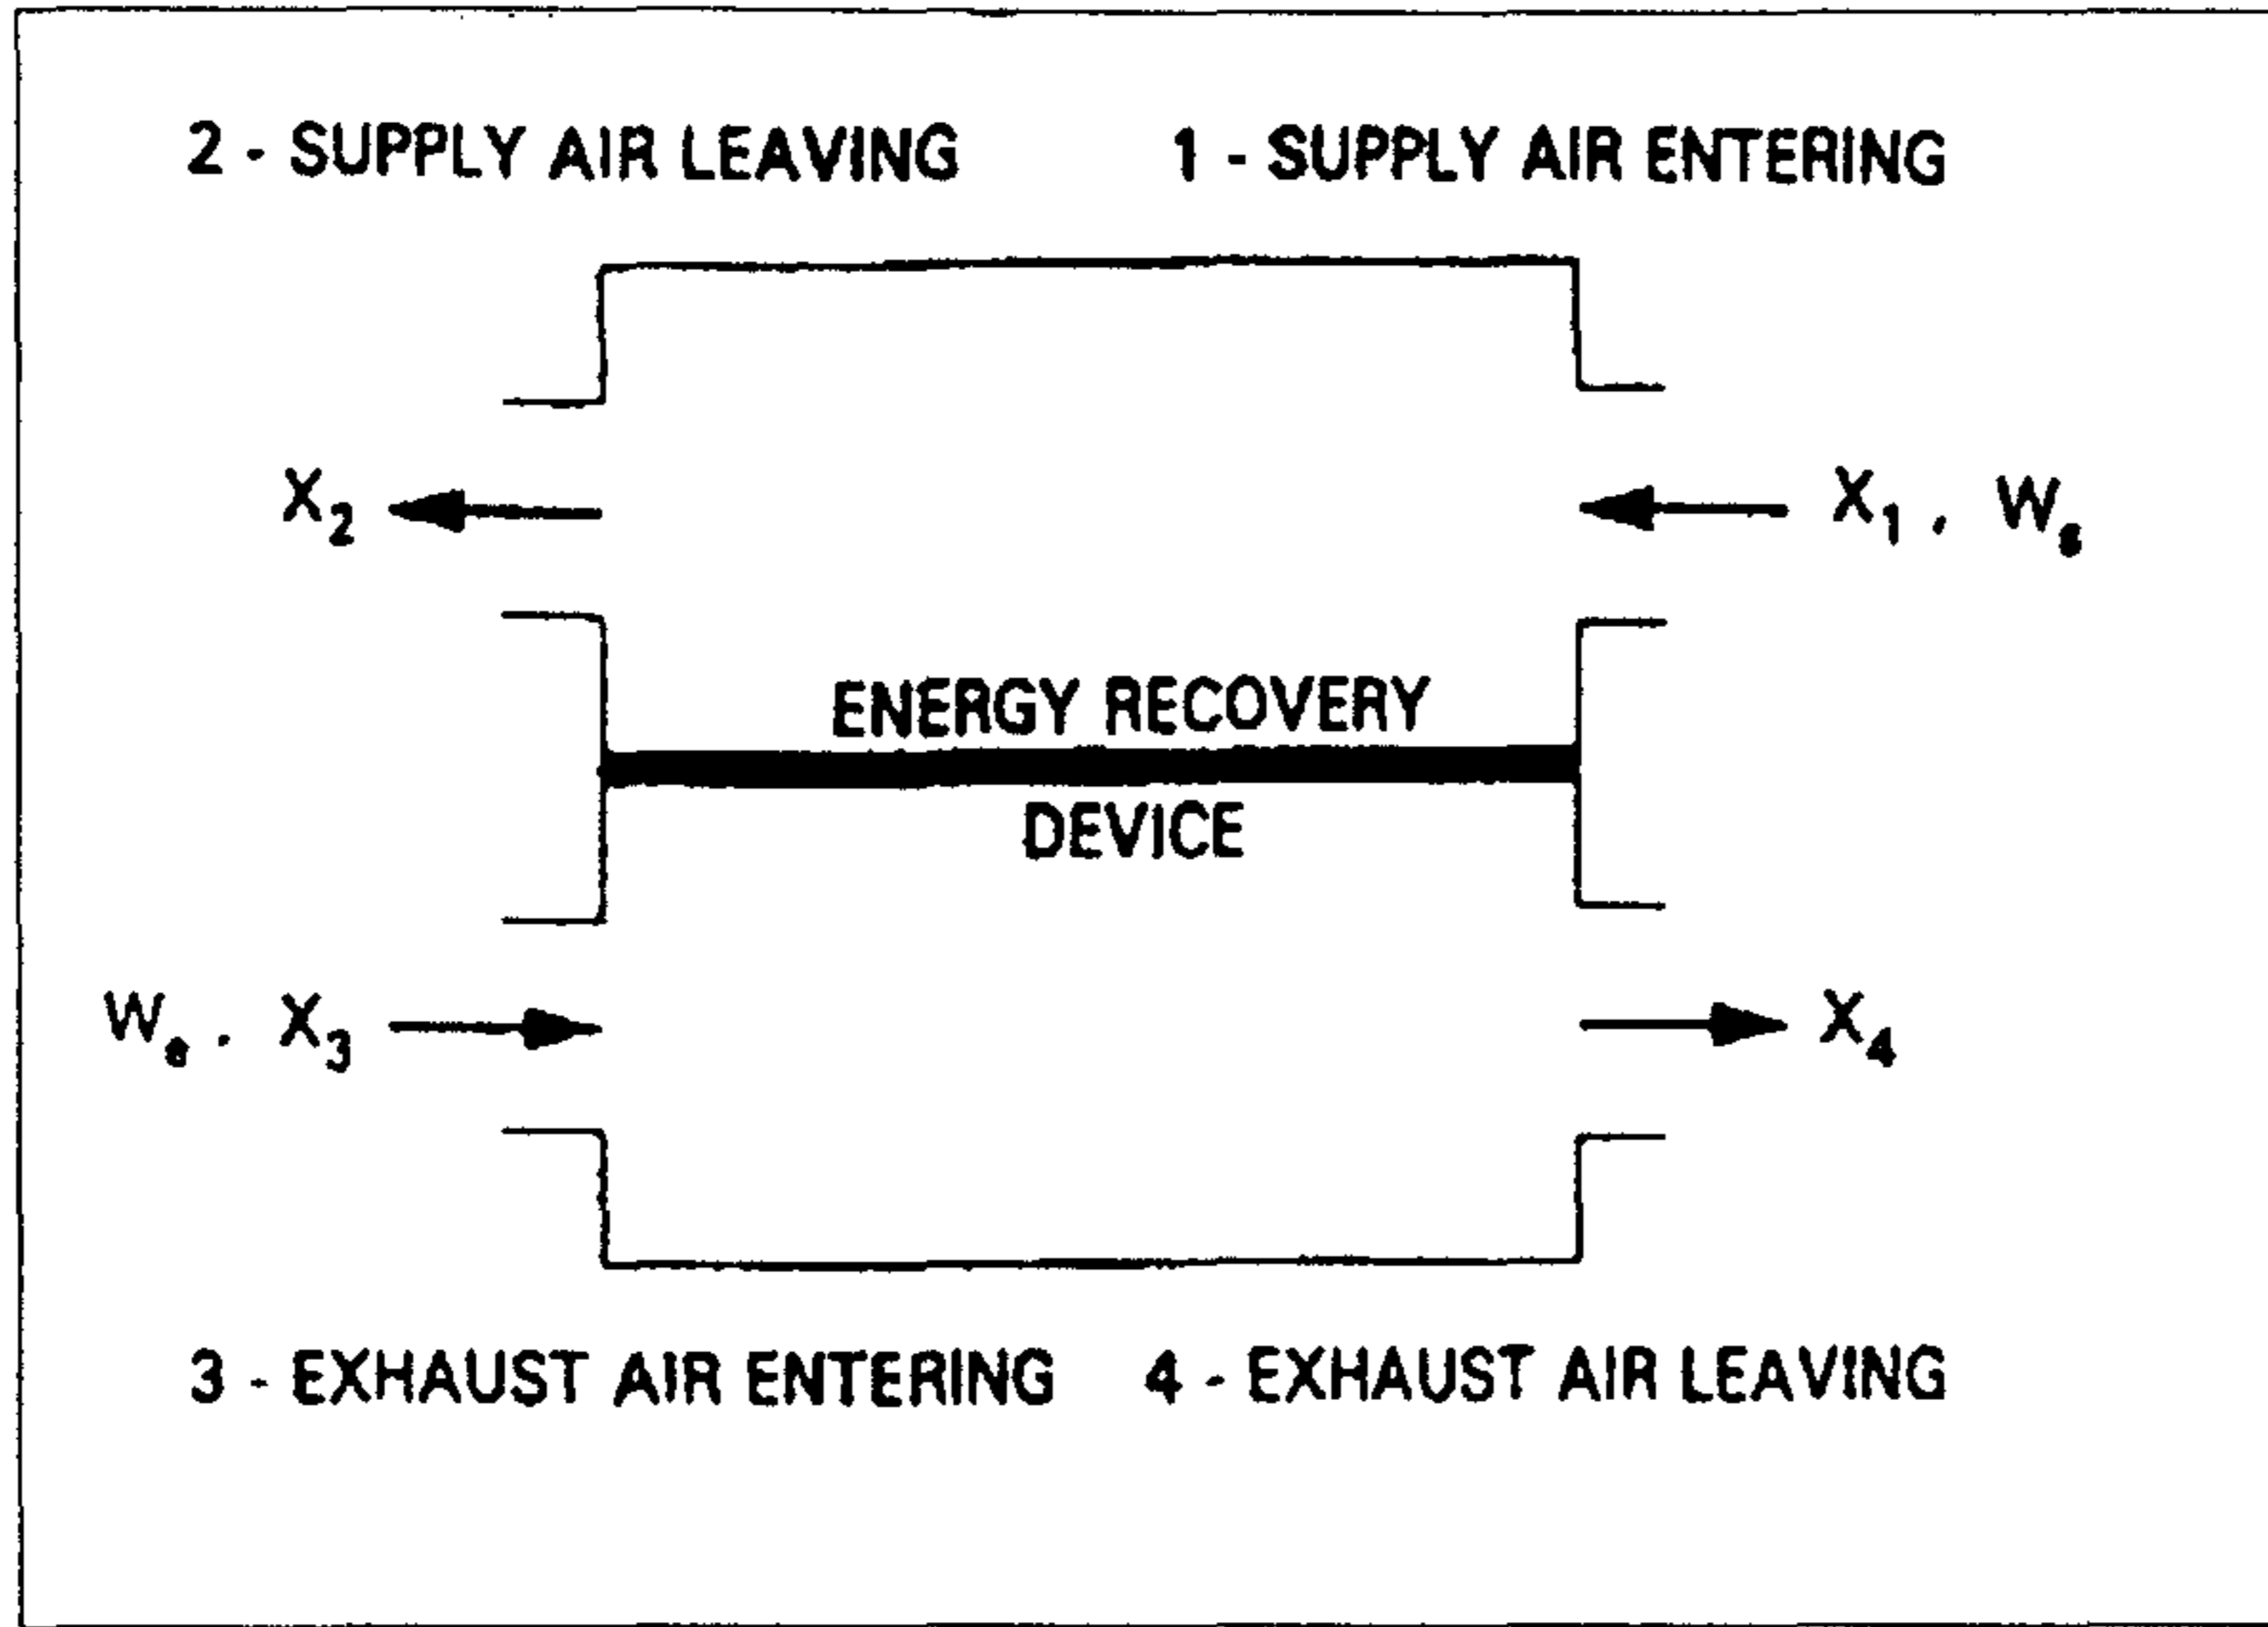 2 - SUPPLY AIR LEAVING 1 - SUPPLY AIR ENTERING
X₂ X₁, Wₛ
ENERGY RECOVERY
DEVICE
Wₑ, X₃ X₄
3 - EXHAUST AIR ENTERING 4 - EXHAUST AIR LEAVING